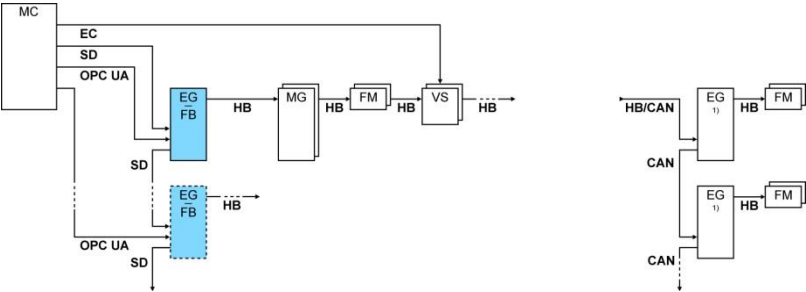 MC
EC
SD
OPC UA
EG
–
FB
HB
MG
HB
FM
HB
VS
HB
SD
EG
–
FB
HB
OPC UA
SD
HB/CAN
EG
1)
HB
FM
CAN
EG
1)
HB
FM
CAN